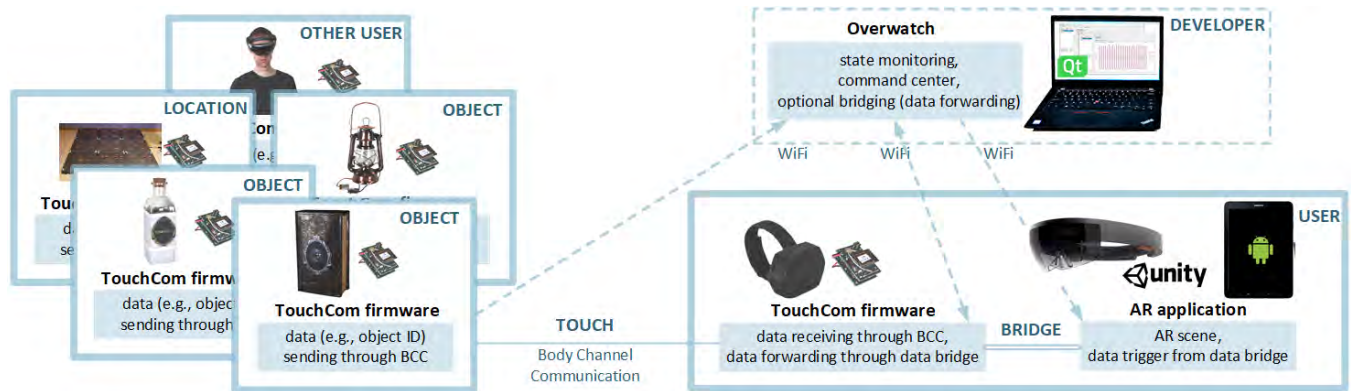 OTHER USER
LOCATION
OBJECT
(e.g.
OBJECT
TouchCom firmw
data (e.g., objec
sending through
OBJECT
TouchCom firmware
data (e.g., object ID)
sending through BCC
TOUCH
Body Channel
Communication
DEVELOPER
Overwatch
state monitoring,
command center,
optional bridging (data forwarding)
Qt
WiFi
WiFi
WiFi
USER
TouchCom firmware
data receiving through BCC,
data forwarding through data bridge
BRIDGE
unity
AR application
AR scene,
data trigger from data bridge